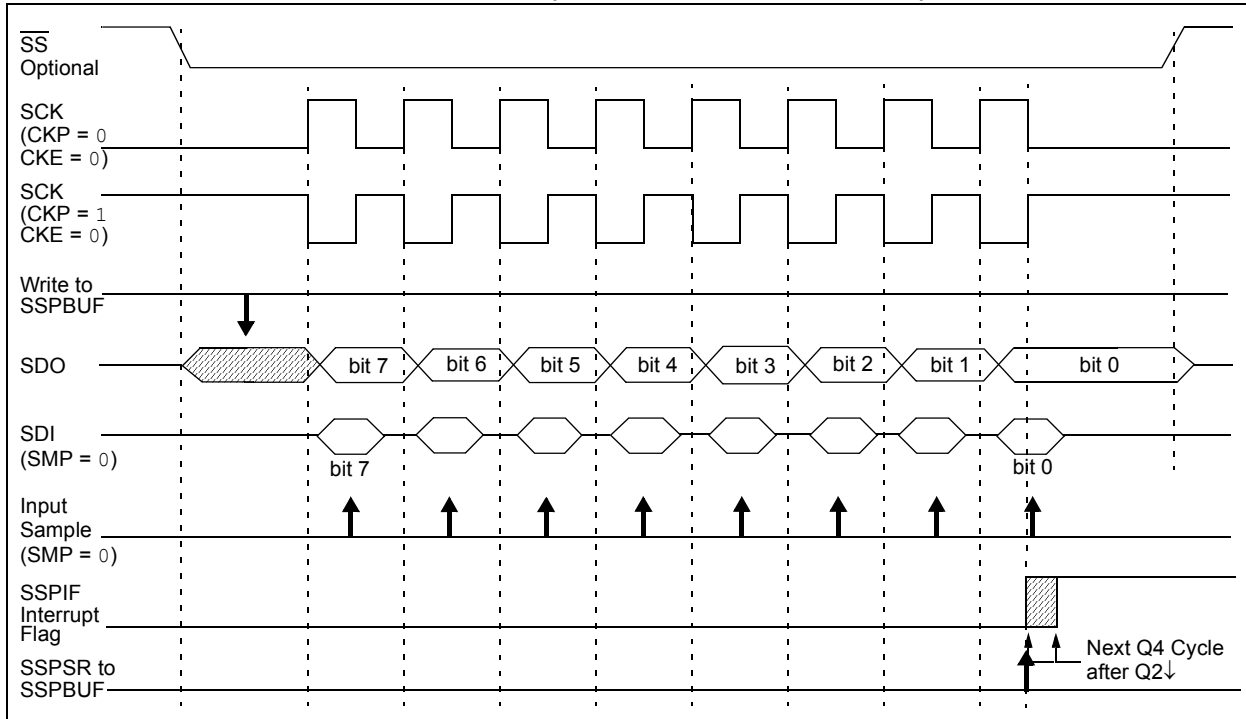 SS
Optional
SCK
(CKP = 0
CKE = 0)
SCK
(CKP = 1
CKE = 0)
Write to
SSPBUF
SDO
bit 7 bit 6 bit 5 bit 4 bit 3 bit 2 bit 1 bit 0
SDI
(SMP = 0)
bit 7 bit 0
Input
Sample
(SMP = 0)
SSPIF
Interrupt
Flag
Next Q4 Cycle
after Q2↓
SSPSR to
SSPBUF